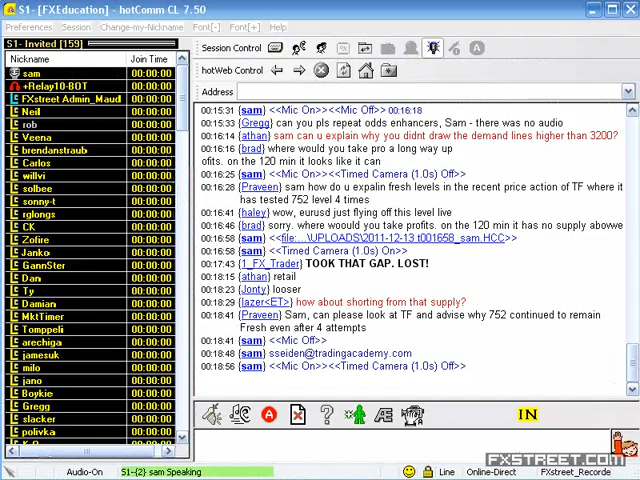 S1- [FXEducation] - hotComm CL 7.50
Preferences Session Change-my-Nickname Font[-] Font[+] Help
S1- Invited [159]
Nickname Join Time
sam 00:00:00
+Relay10-BOT 00:00:00
FXstreet Admin_Maud 00:00:00
Neil 00:00:00
rob 00:00:00
Veena 00:00:00
brendanstraub 00:00:00
Carlos 00:00:00
willvi 00:00:00
solbee 00:00:00
sonny-t 00:00:00
rglongs 00:00:00
CK 00:00:00
Zofire 00:00:00
Janko 00:00:00
GannSter 00:00:00
Dan 00:00:00
Ty 00:00:00
Damian 00:00:00
MktTimer 00:00:00
Tomppeli 00:00:00
arechiga 00:00:00
jamesuk 00:00:00
milo 00:00:00
jano 00:00:00
Boykie 00:00:00
Gregg 00:00:00
slacker 00:00:00
polivka 00:00:00
Session Control
A
hotWeb Control
Address
00:15:31 {sam} <<Mic On>><<Mic Off>> 00:16:18
00:15:33 {Gregg} can you pls repeat odds enhancers, Sam - there was no audio
00:16:14 {athan} sam can u explain why you didnt draw the demand lines higher than 3200?
00:16:24 {brad} where would you take pro a long way up
ofits. on the 120 min it looks like it can
00:16:25 {sam} <<Mic On>><<Timed Camera (1.0s) Off>>
00:16:28 {Praveen} sam how do u expalin fresh levels in the recent price action of TF where it
has tested 752 level 4 times
00:16:41 {haley} wow, eurusd just flying off this level live
00:16:46 {brad} sorry. where woould you take profits. on the 120 min it has no supply abovwe
00:16:58 {sam} <<file:...\UPLOADS\2011-12-13 t001658_sam.HCC>>
00:16:58 {sam} <<Timed Camera (1.0s) On>>
00:17:43 {1_FX_Trader} TOOK THAT GAP. LOST!
00:18:15 {athan} retail
00:18:23 {Jonty} looser
00:18:29 {lazer<ET>} how about shorting from that supply?
00:18:41 {Praveen} Sam, can please look at TF and advise why 752 continued to remain
Fresh even after 4 attempts
00:18:41 {sam} <<Mic Off>>
00:18:48 {sam} sseiden@tradingacademy.com
00:18:56 {sam} <<Mic On>><<Timed Camera (1.0s) Off>>
A ? Æ IN
FXSTREET.COM
Audio-On S1-{2} sam Speaking Line Online-Direct FXstreet_Recorde